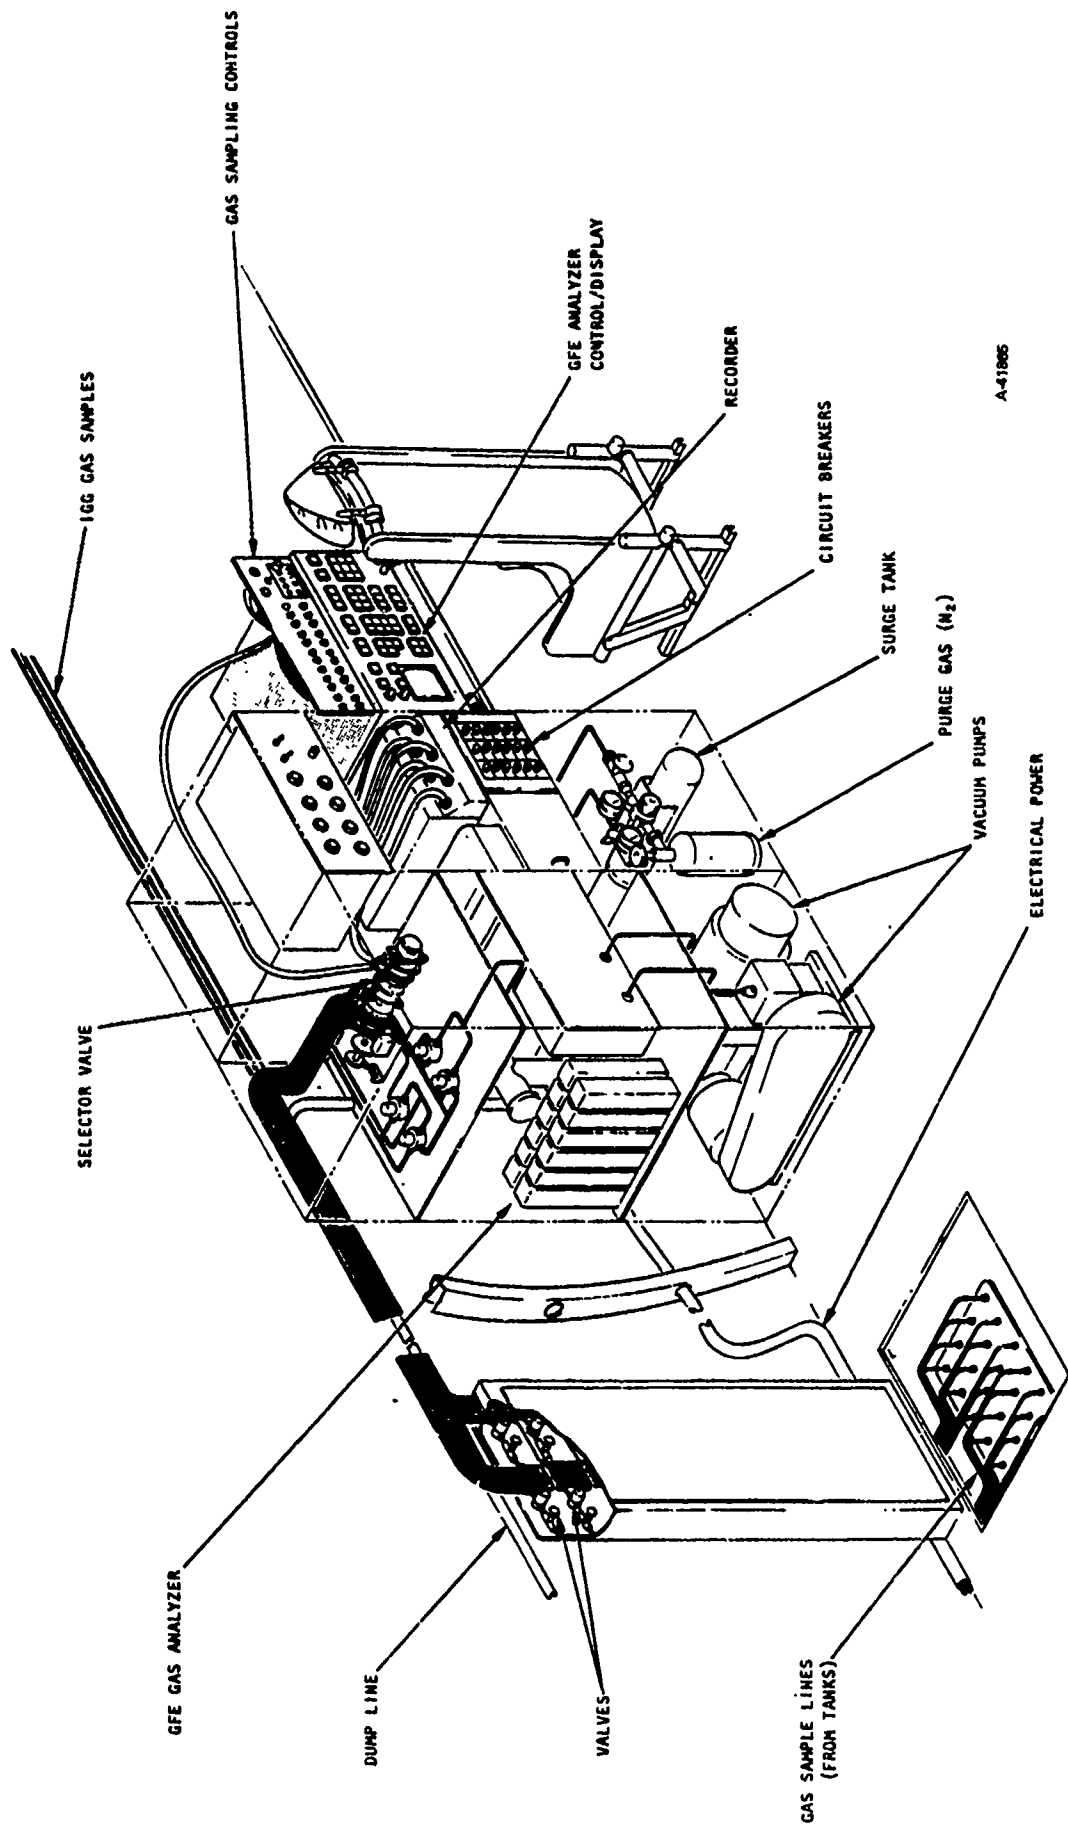 IGG GAS SAMPLES
GAS SAMPLING CONTROLS
SELECTOR VALVE
GFE ANALYZER
CONTROL/DISPLAY
GFE GAS ANALYZER
RECORDER
DUMP LINE
CIRCUIT BREAKERS
VALVES
SURGE TANK
PURGE GAS (N₂)
GAS SAMPLE LINES
(FROM TANKS)
VACUUM PUMPS
ELECTRICAL POWER
A-41865